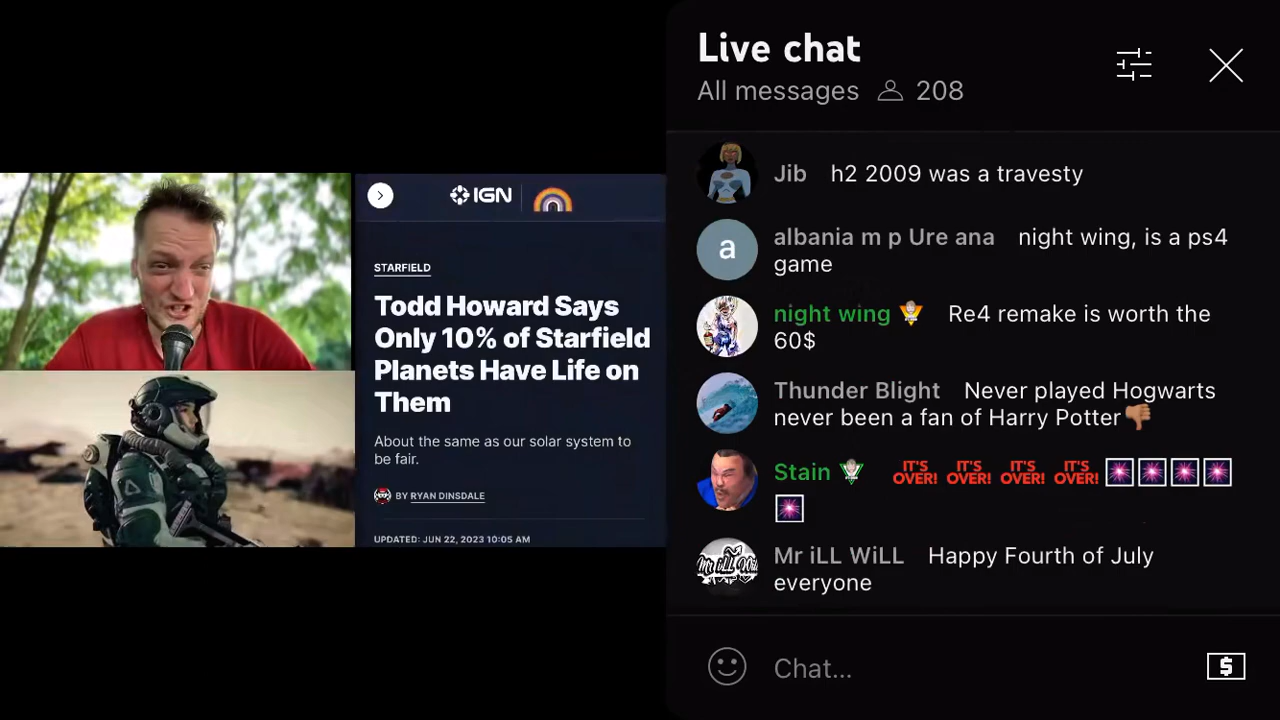 IGN
STARFIELD
Todd Howard Says
Only 10% of Starfield
Planets Have Life on
Them
About the same as our solar system to
be fair.
BY RYAN DINSDALE
UPDATED: JUN 22, 2023 10:05 AM
Live chat
All messages 208
Jib h2 2009 was a travesty
a
albania m p Ure ana night wing, is a ps4
game
night wing Re4 remake is worth the
60$
Thunder Blight Never played Hogwarts
never been a fan of Harry Potter
Stain IT'S OVER! IT'S OVER! IT'S OVER! IT'S OVER!
Mr iLL WiLL
Mr iLL WiLL Happy Fourth of July
everyone
Chat...
$